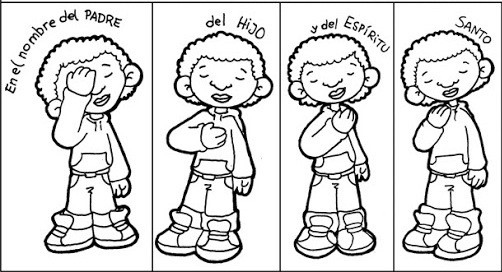 En el nombre del PADRE
del HIJO
y del ESPÍRITU
SANTO